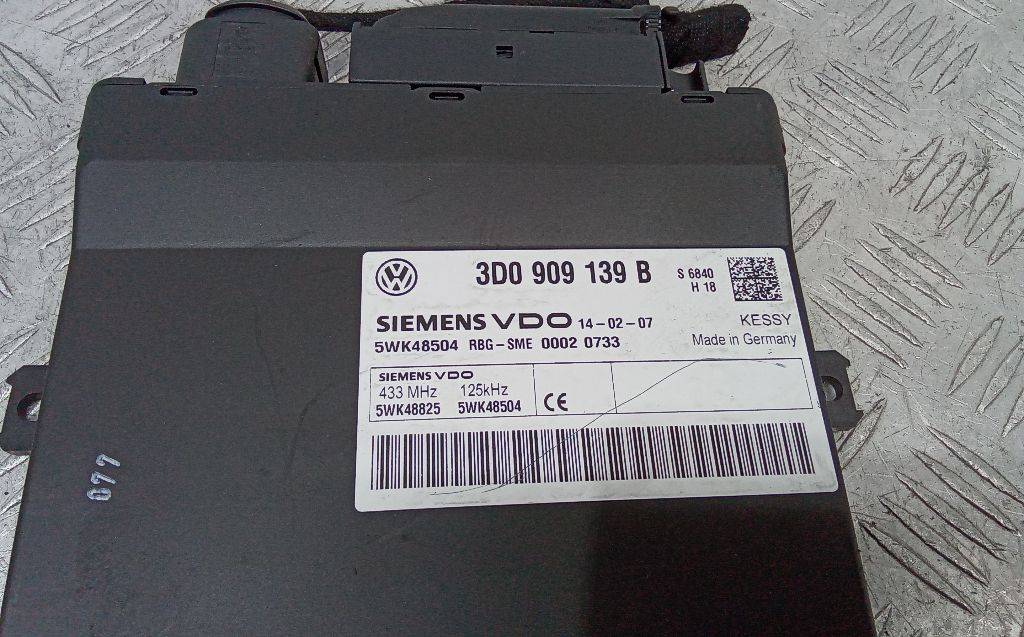 3D0 909 139 B S 6840
H 18
SIEMENS VDO 14-02-07 KESSY
5WK48504 RBG-SME 0002 0733 Made in Germany
SIEMENS VDO
433 MHz 125kHz
5WK48825 5WK48504 CE
077